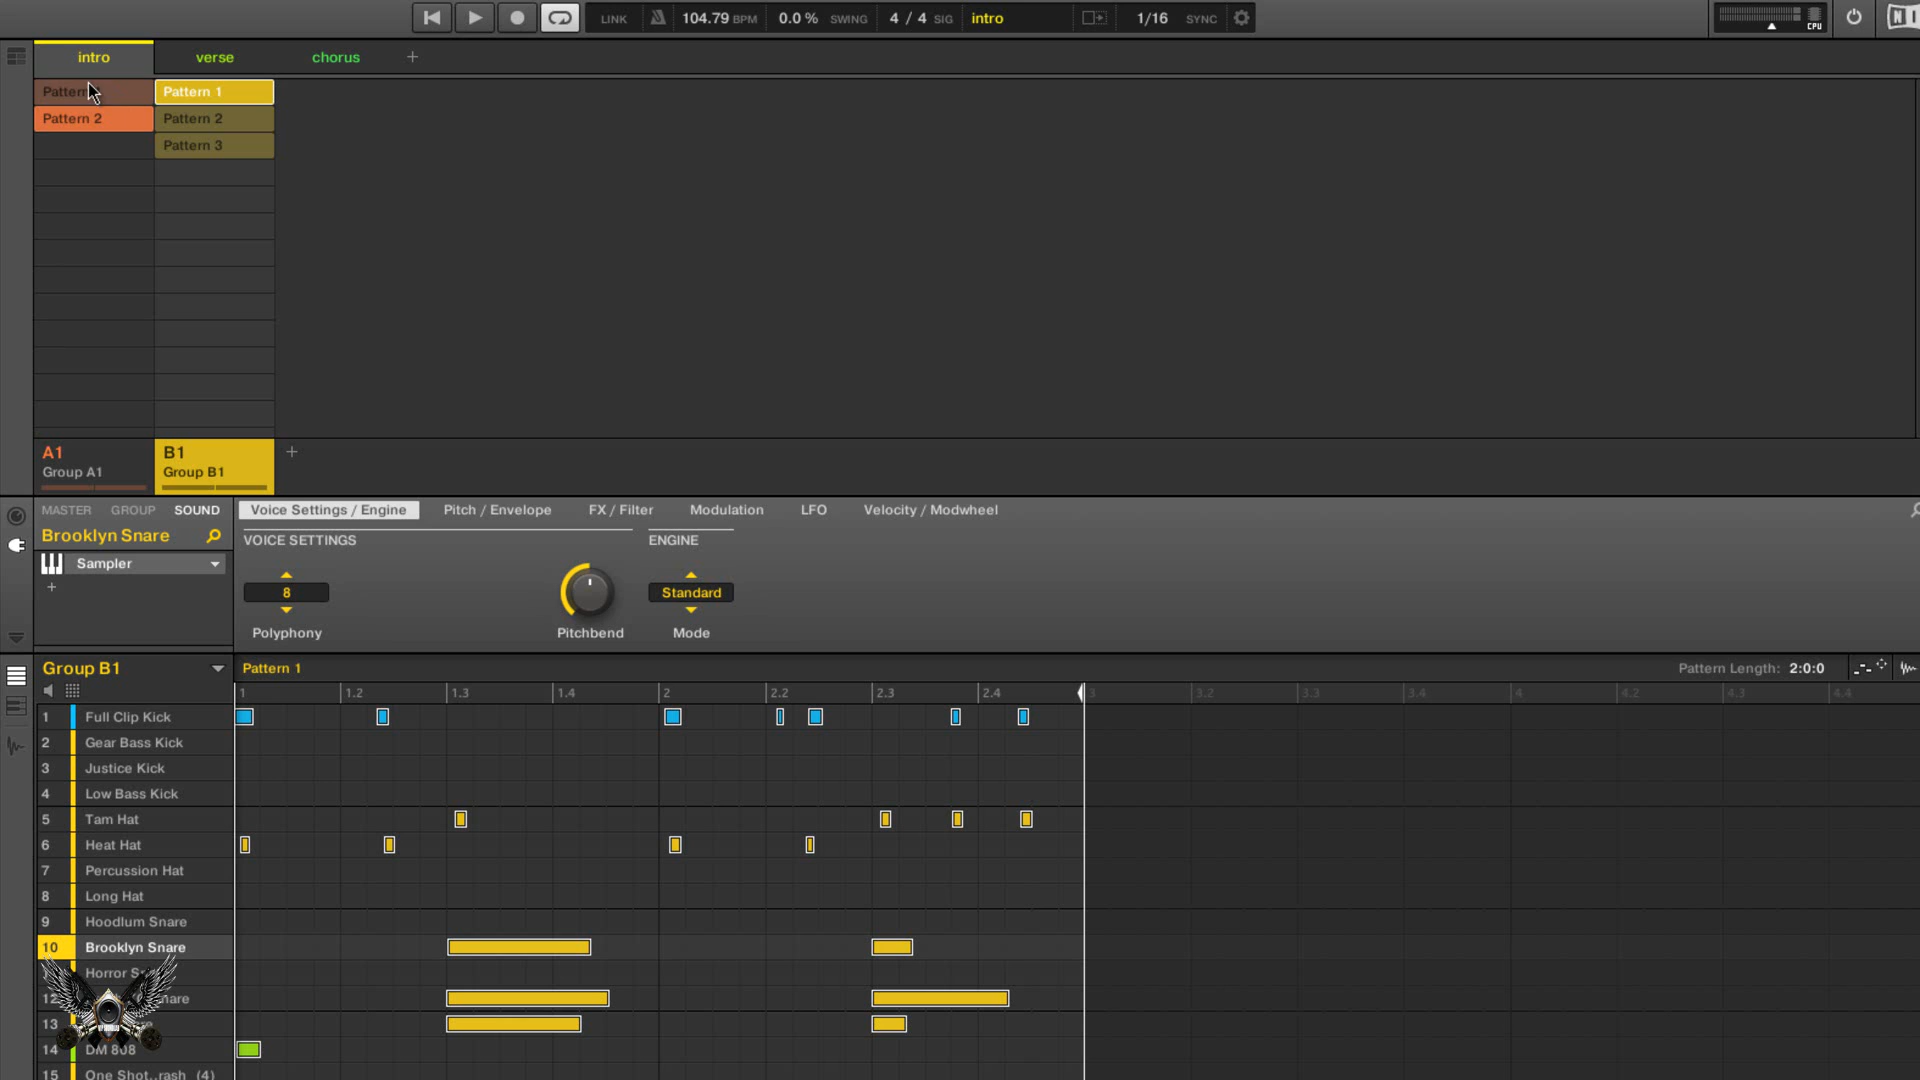 LINK 104.79 BPM 0.0 % SWING 4 / 4 SIG intro 1/16 SYNC CPU
intro verse chorus +
Pattern Pattern 1
Pattern 2 Pattern 2
Pattern 3
A1 B1 +
Group A1 Group B1
MASTER GROUP SOUND Voice Settings / Engine Pitch / Envelope FX / Filter Modulation LFO Velocity / Modwheel
Brooklyn Snare VOICE SETTINGS ENGINE
Sampler
+ 8 Standard
Polyphony Pitchbend Mode
Group B1 Pattern 1 Pattern Length: 2:0:0
1 1.2 1.3 1.4 2 2.2 2.3 2.4 3 3.2 3.3 3.4 4 4.2 4.3 4.4
1 Full Clip Kick
2 Gear Bass Kick
3 Justice Kick
4 Low Bass Kick
5 Tam Hat
6 Heat Hat
7 Percussion Hat
8 Long Hat
9 Hoodlum Snare
10 Brooklyn Snare
Horror
12
13
14 DM 808
15 One Shot..rash (4)